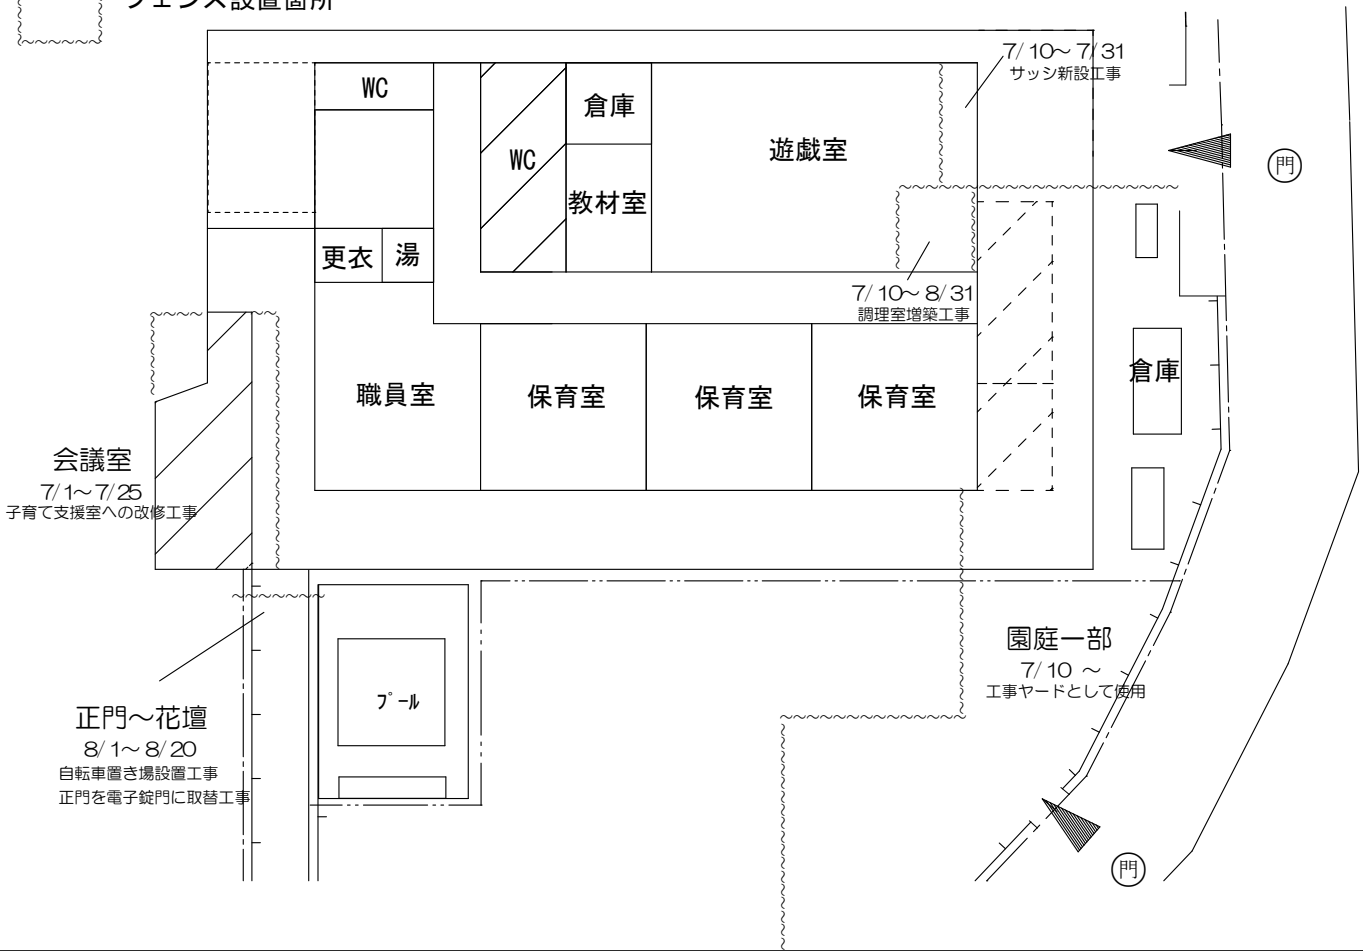 フェンス設置箇所
7/10～7/31
サッシ新設工事
WC
倉庫
遊戯室
門
WC
教材室
更衣
湯
7/10～8/31
調理室増築工事
倉庫
職員室
保育室
保育室
保育室
会議室
7/1～7/25
子育て支援室への改修工事
園庭一部
7/10 ～
工事ヤードとして使用
ﾌﾟｰﾙ
正門～花壇
8/1～8/20
自転車置き場設置工事
正門を電子錠門に取替工事
門